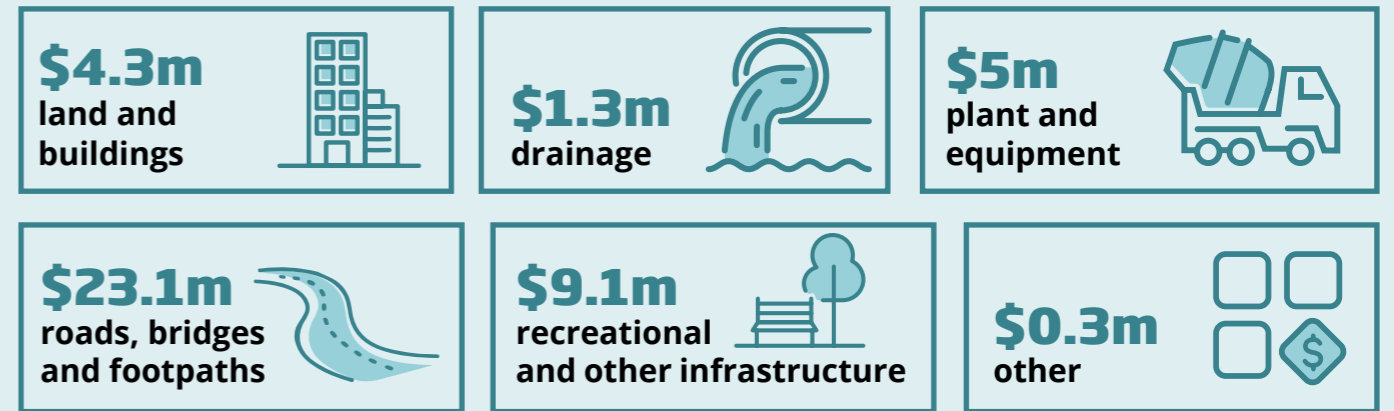 $4.3m
land and
buildings
$1.3m
drainage
$5m
plant and
equipment
$23.1m
roads, bridges
and footpaths
$9.1m
recreational
and other infrastructure
$0.3m
other
$